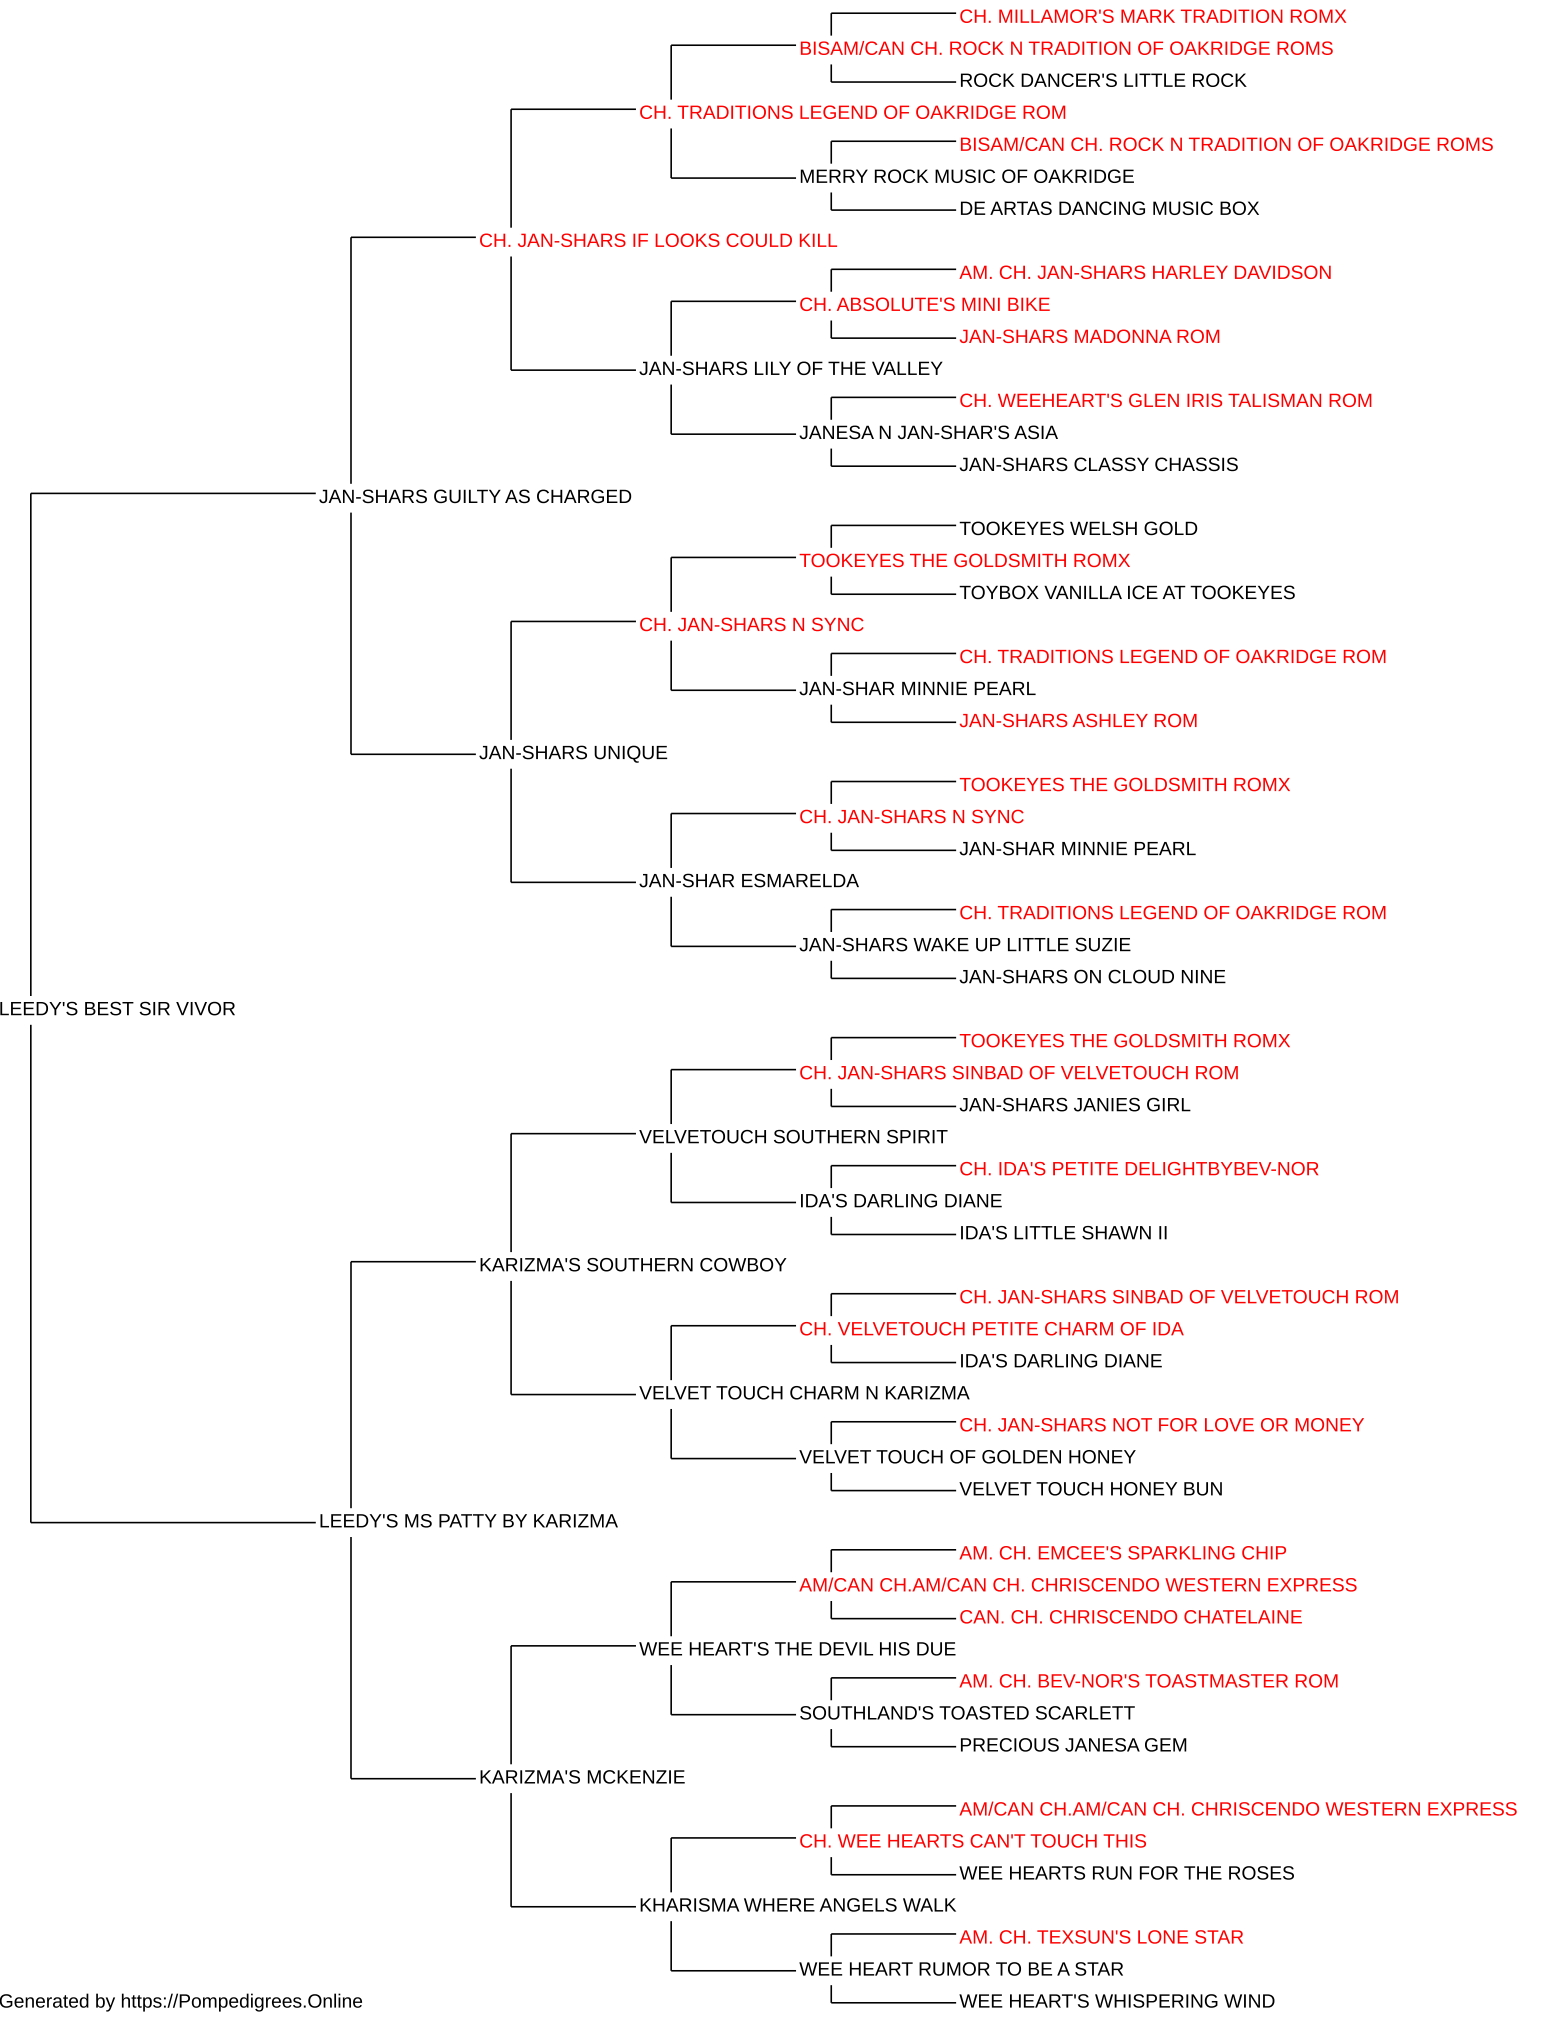 CH. MILLAMOR'S MARK TRADITION ROMX
BISAM/CAN CH. ROCK N TRADITION OF OAKRIDGE ROMS
ROCK DANCER'S LITTLE ROCK
CH. TRADITIONS LEGEND OF OAKRIDGE ROM
BISAM/CAN CH. ROCK N TRADITION OF OAKRIDGE ROMS
MERRY ROCK MUSIC OF OAKRIDGE
DE ARTAS DANCING MUSIC BOX
CH. JAN-SHARS IF LOOKS COULD KILL
AM. CH. JAN-SHARS HARLEY DAVIDSON
CH. ABSOLUTE'S MINI BIKE
JAN-SHARS MADONNA ROM
JAN-SHARS LILY OF THE VALLEY
CH. WEEHEART'S GLEN IRIS TALISMAN ROM
JANESA N JAN-SHAR'S ASIA
JAN-SHARS CLASSY CHASSIS
JAN-SHARS GUILTY AS CHARGED
TOOKEYES WELSH GOLD
TOOKEYES THE GOLDSMITH ROMX
TOYBOX VANILLA ICE AT TOOKEYES
CH. JAN-SHARS N SYNC
CH. TRADITIONS LEGEND OF OAKRIDGE ROM
JAN-SHAR MINNIE PEARL
JAN-SHARS ASHLEY ROM
JAN-SHARS UNIQUE
TOOKEYES THE GOLDSMITH ROMX
CH. JAN-SHARS N SYNC
JAN-SHAR MINNIE PEARL
JAN-SHAR ESMARELDA
CH. TRADITIONS LEGEND OF OAKRIDGE ROM
JAN-SHARS WAKE UP LITTLE SUZIE
JAN-SHARS ON CLOUD NINE
LEEDY'S BEST SIR VIVOR
TOOKEYES THE GOLDSMITH ROMX
CH. JAN-SHARS SINBAD OF VELVETOUCH ROM
JAN-SHARS JANIES GIRL
VELVETOUCH SOUTHERN SPIRIT
CH. IDA'S PETITE DELIGHTBYBEV-NOR
IDA'S DARLING DIANE
IDA'S LITTLE SHAWN II
KARIZMA'S SOUTHERN COWBOY
CH. JAN-SHARS SINBAD OF VELVETOUCH ROM
CH. VELVETOUCH PETITE CHARM OF IDA
IDA'S DARLING DIANE
VELVET TOUCH CHARM N KARIZMA
CH. JAN-SHARS NOT FOR LOVE OR MONEY
VELVET TOUCH OF GOLDEN HONEY
VELVET TOUCH HONEY BUN
LEEDY'S MS PATTY BY KARIZMA
AM. CH. EMCEE'S SPARKLING CHIP
AM/CAN CH.AM/CAN CH. CHRISCENDO WESTERN EXPRESS
CAN. CH. CHRISCENDO CHATELAINE
WEE HEART'S THE DEVIL HIS DUE
AM. CH. BEV-NOR'S TOASTMASTER ROM
SOUTHLAND'S TOASTED SCARLETT
PRECIOUS JANESA GEM
KARIZMA'S MCKENZIE
AM/CAN CH.AM/CAN CH. CHRISCENDO WESTERN EXPRESS
CH. WEE HEARTS CAN'T TOUCH THIS
WEE HEARTS RUN FOR THE ROSES
KHARISMA WHERE ANGELS WALK
AM. CH. TEXSUN'S LONE STAR
WEE HEART RUMOR TO BE A STAR
WEE HEART'S WHISPERING WIND
Generated by https://Pompedigrees.Online